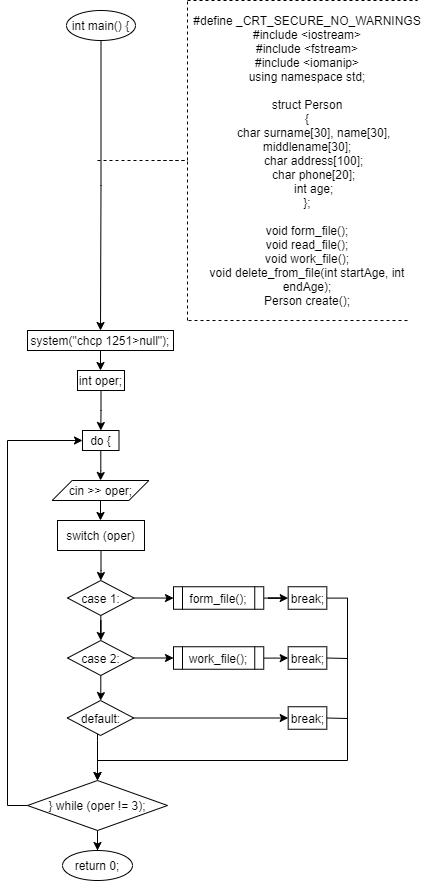 int main() {
#define _CRT_SECURE_NO_WARNINGS
#include <iostream>
#include <fstream>
#include <iomanip>
using namespace std;
struct Person
{
char surname[30], name[30],
middlename[30];
char address[100];
char phone[20];
int age;
};
void form_file();
void read_file();
void work_file();
void delete_from_file(int startAge, int
endAge);
Person create();
system("chcp 1251>null");
int oper;
do {
cin >> oper;
switch (oper)
case 1:
form_file();
break;
case 2:
work_file();
break;
default:
break;
} while (oper != 3);
return 0;